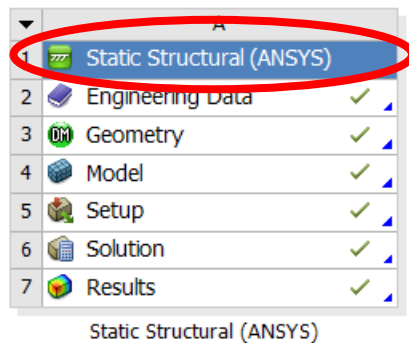 A
1 Static Structural (ANSYS)
2 Engineering Data
3 DM Geometry
4 Model
5 Setup
6 Solution
7 Results
Static Structural (ANSYS)